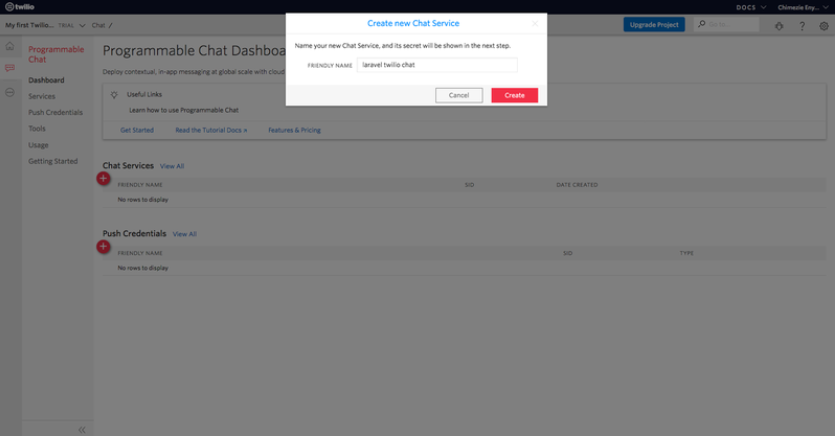 twilio
DOCS
Chimezie Eny...
My first Twilio... TRIAL
Chat /
Upgrade Project
Go to...
Create new Chat Service
Name your new Chat Service, and its secret will be shown in the next step.
FRIENDLY NAME laravel twilio chat
Cancel Create
Programmable
Chat
Dashboard
Services
Push Credentials
Tools
Usage
Getting Started
Programmable Chat Dashboa
Deploy contextual, in-app messaging at global scale with cloud
Useful Links
Learn how to use Programmable Chat
Get Started Read the Tutorial Docs Features & Pricing
Chat Services View All
FRIENDLY NAME SID DATE CREATED
No rows to display
Push Credentials View All
FRIENDLY NAME SID TYPE
No rows to display